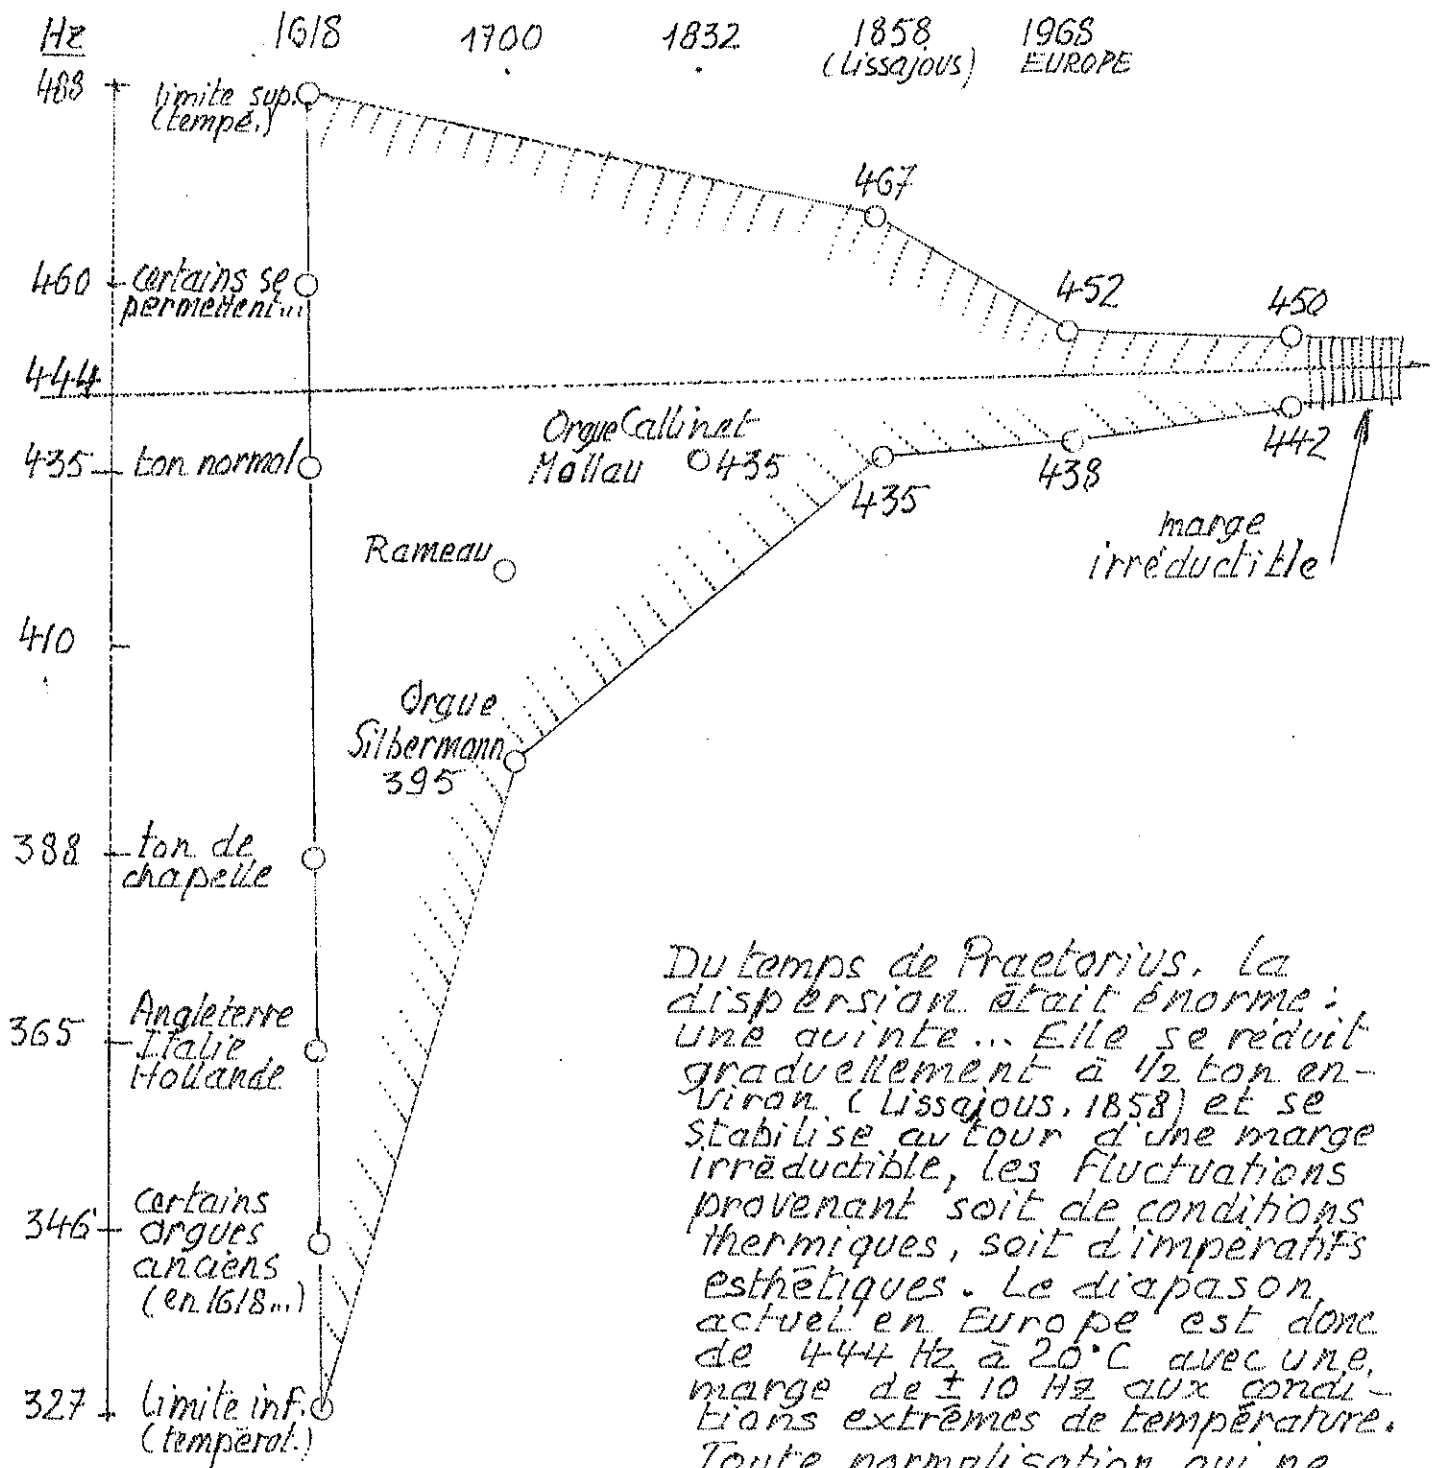 Hz 1618 1700 1832 1858 1968
(Lissajous) EUROPE
488 limite sup.
(tempé.)
467
460 certains se
permettent...
452 450
444
Orgue Callinet
Mollau 435
435 ton normal
435 438 442
marge
irréductible
Rameau
410
Orgue
Silbermann
395
388 ton de
chapelle
365 Angleterre
Italie
Hollande
346 certains
orgues
anciens
(en 1618...)
327 limite inf.
(températ.)
Du temps de Praetorius. la
dispersion était énorme:
une quinte... Elle se réduit
graduellement à 1/2 ton en-
viron (Lissajous. 1858) et se
stabilise autour d'une marge
irréductible, les fluctuations
provenant soit de conditions
thermiques, soit d'impératifs
esthétiques. Le diapason
actuel en Europe est donc
de 444 Hz à 20°C avec une
marge de ± 10 Hz aux condi-
tions extrêmes de température.
Toute normalisation qui ne